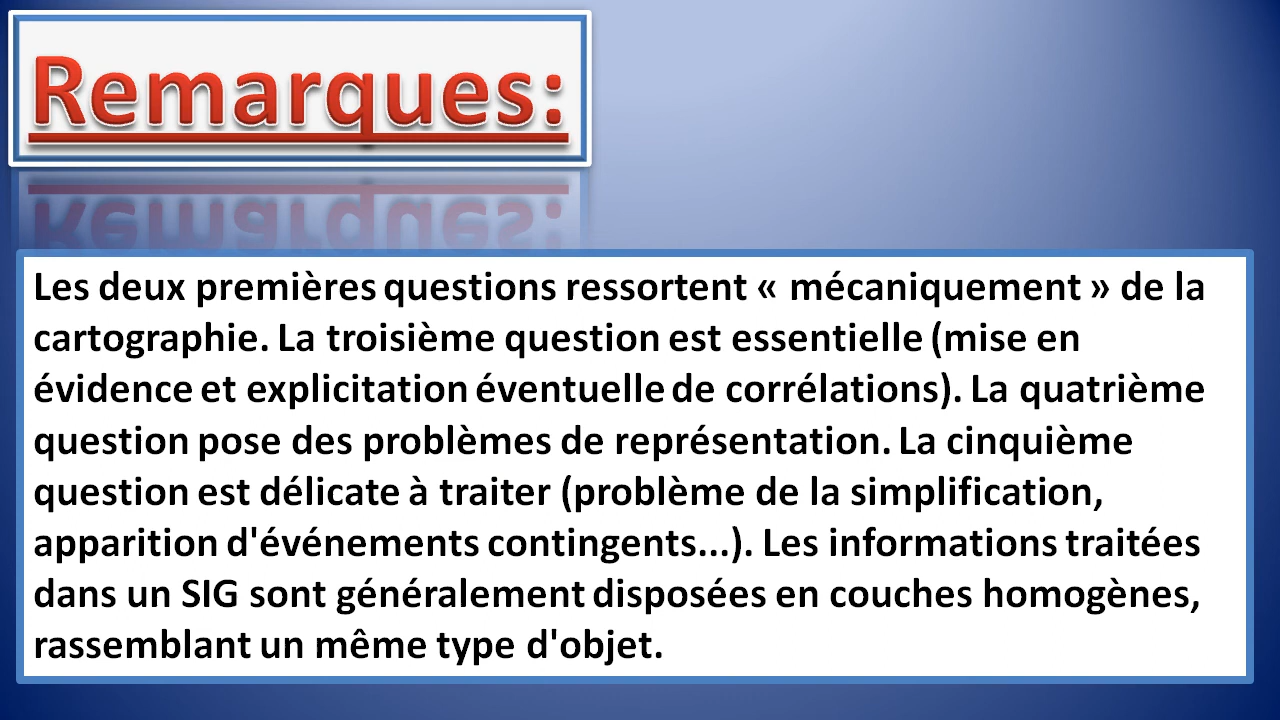 Remarques:
Les deux premières questions ressortent « mécaniquement » de la
cartographie. La troisième question est essentielle (mise en
évidence et explicitation éventuelle de corrélations). La quatrième
question pose des problèmes de représentation. La cinquième
question est délicate à traiter (problème de la simplification,
apparition d'événements contingents...). Les informations traitées
dans un SIG sont généralement disposées en couches homogènes,
rassemblant un même type d'objet.